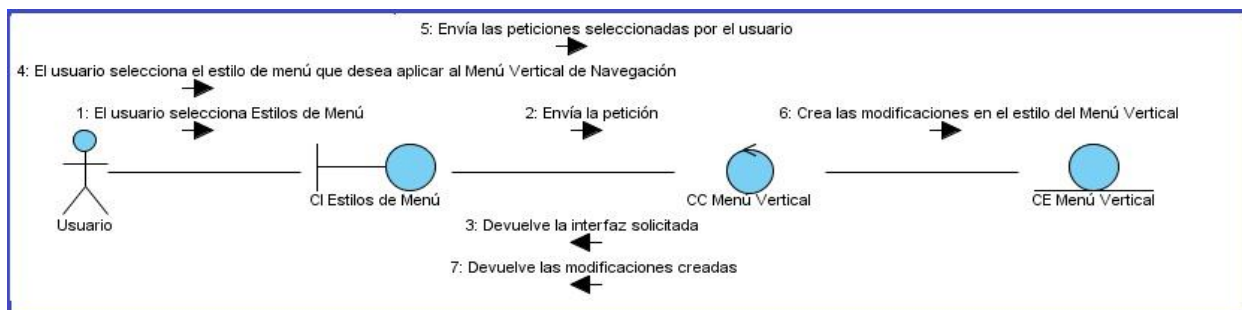 5: Envía las peticiones seleccionadas por el usuario
4: El usuario selecciona el estilo de menú que desea aplicar al Menú Vertical de Navegación
1: El usuario selecciona Estilos de Menú
2: Envía la petición
6: Crea las modificaciones en el estilo del Menú Vertical
Usuario
CI Estilos de Menú
CC Menú Vertical
CE Menú Vertical
3: Devuelve la interfaz solicitada
7: Devuelve las modificaciones creadas